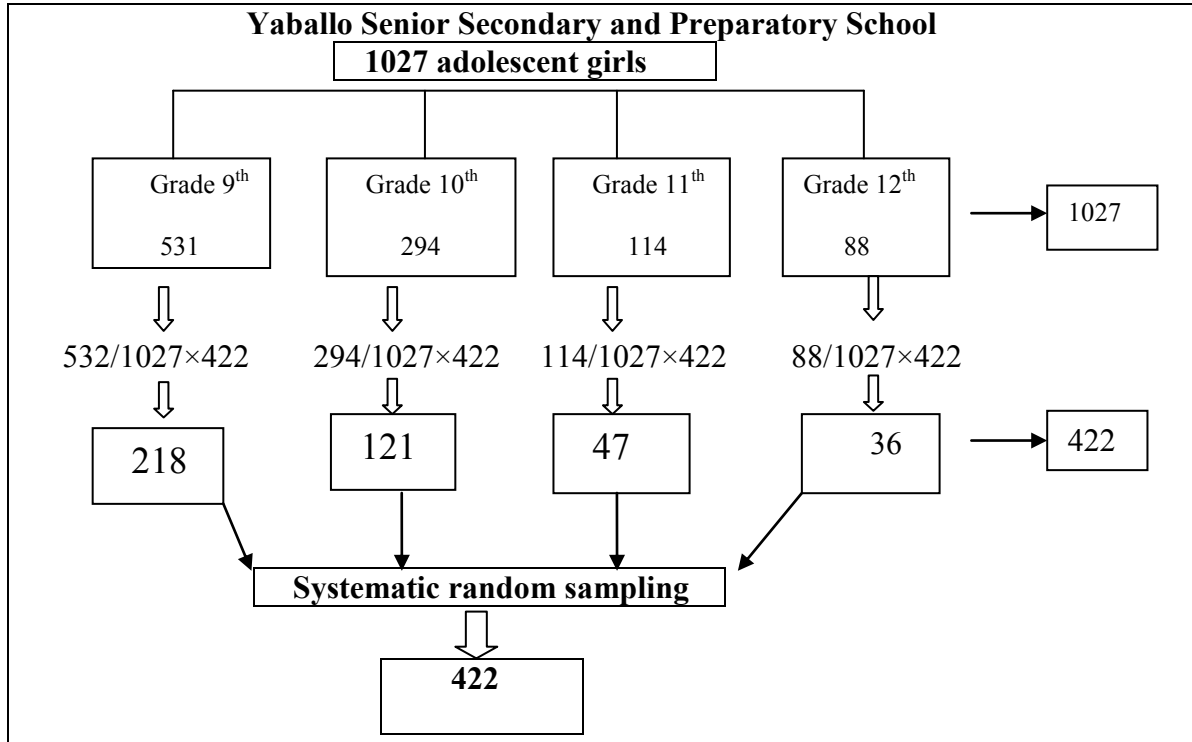 Yaballo Senior Secondary and Preparatory School
1027 adolescent girls
Grade 9th
531
Grade 10th
294
Grade 11th
114
Grade 12th
88
1027
532/1027×422
294/1027×422
114/1027×422
88/1027×422
218
121
47
36
422
Systematic random sampling
422